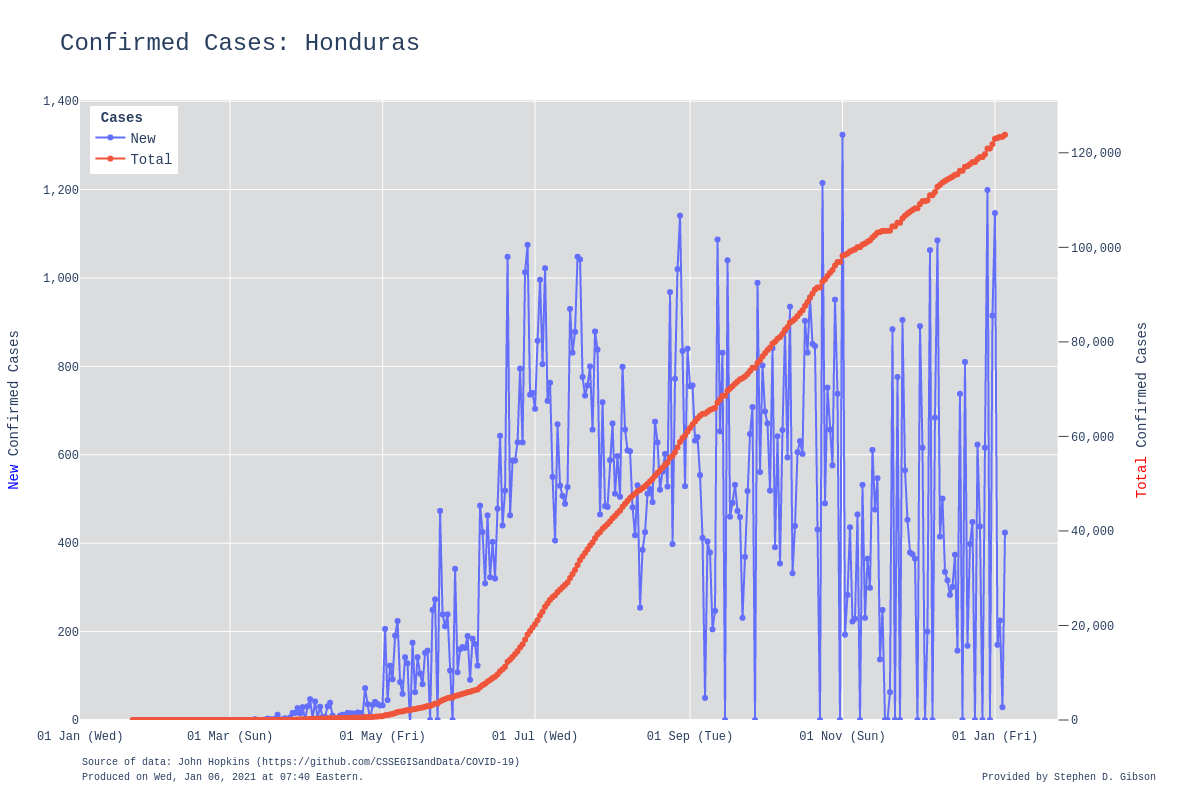 Confirmed Cases: Honduras
Cases
New
Total
1,400
1,200
1,000
800
600
400
200
0
New Confirmed Cases
120,000
100,000
80,000
60,000
40,000
20,000
0
Total Confirmed Cases
01 Jan (Wed)
01 Mar (Sun)
01 May (Fri)
01 Jul (Wed)
01 Sep (Tue)
01 Nov (Sun)
01 Jan (Fri)
Source of data: John Hopkins (https://github.com/CSSEGISandData/COVID-19)
Produced on Wed, Jan 06, 2021 at 07:40 Eastern.
Provided by Stephen D. Gibson